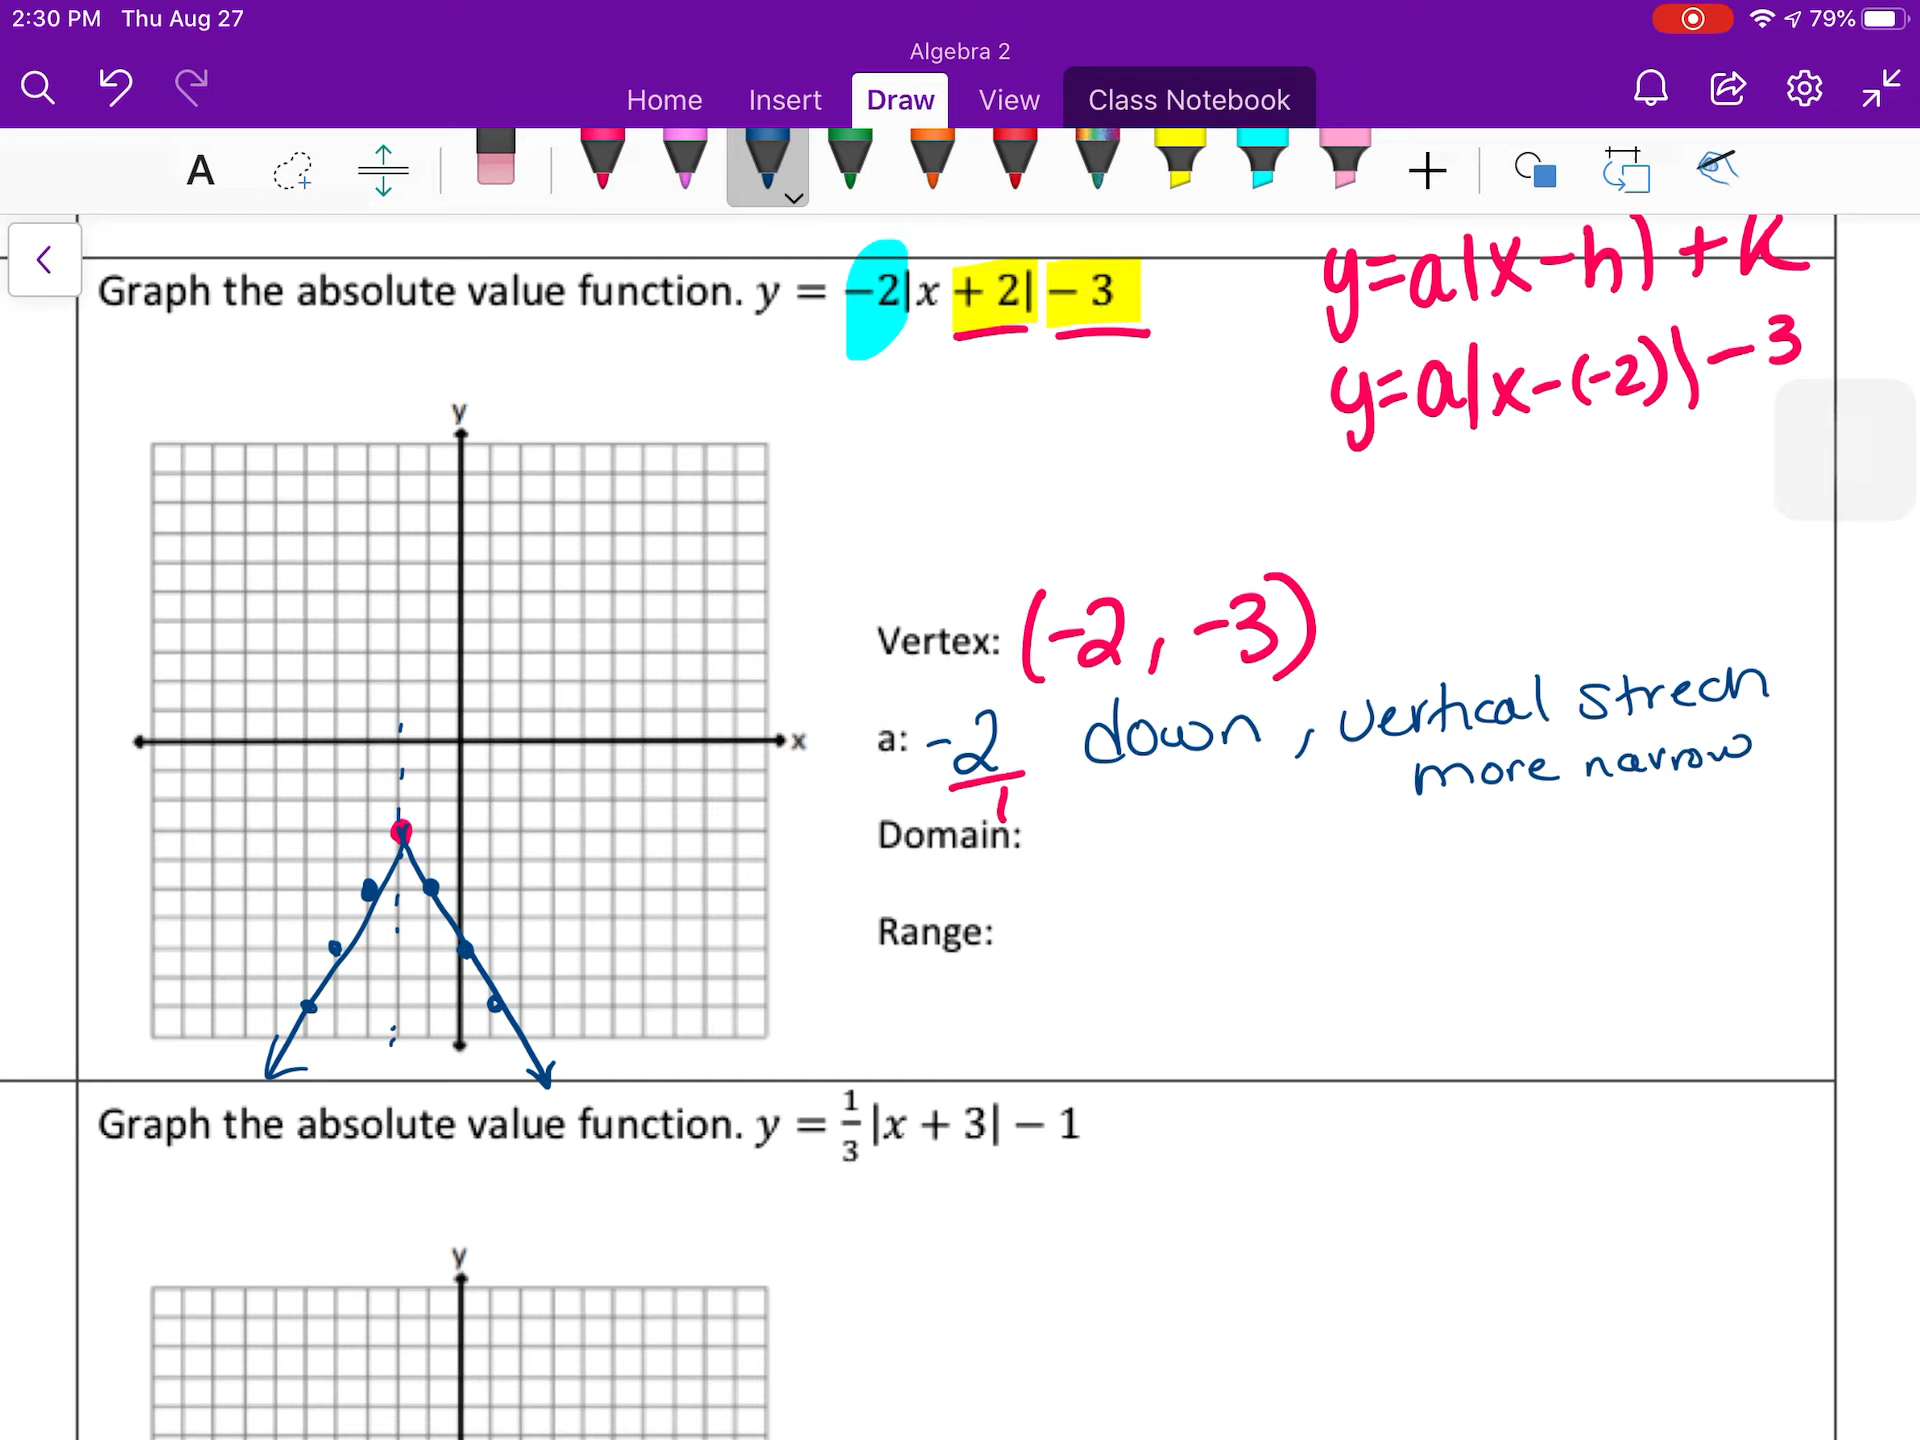 2:30 PM Thu Aug 27
79%
Algebra 2
Home Insert Draw View Class Notebook
A
Graph the absolute value function. y = −2|x + 2| − 3
y=a|x-h|+k
y=a|x-(-2)|-3
y
x
Vertex: (-2, -3)
a: -2/1 down, vertical strech
more narrow
Domain:
Range:
Graph the absolute value function. y = 1/3 |x + 3| − 1
y